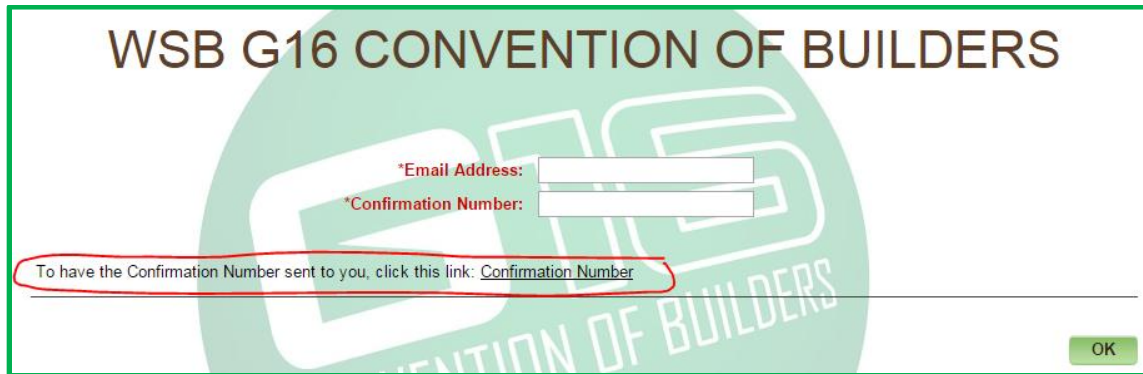 WSB G16 CONVENTION OF BUILDERS
G16
*Email Address:
*Confirmation Number:
To have the Confirmation Number sent to you, click this link: Confirmation Number
CONVENTION OF BUILDERS
OK